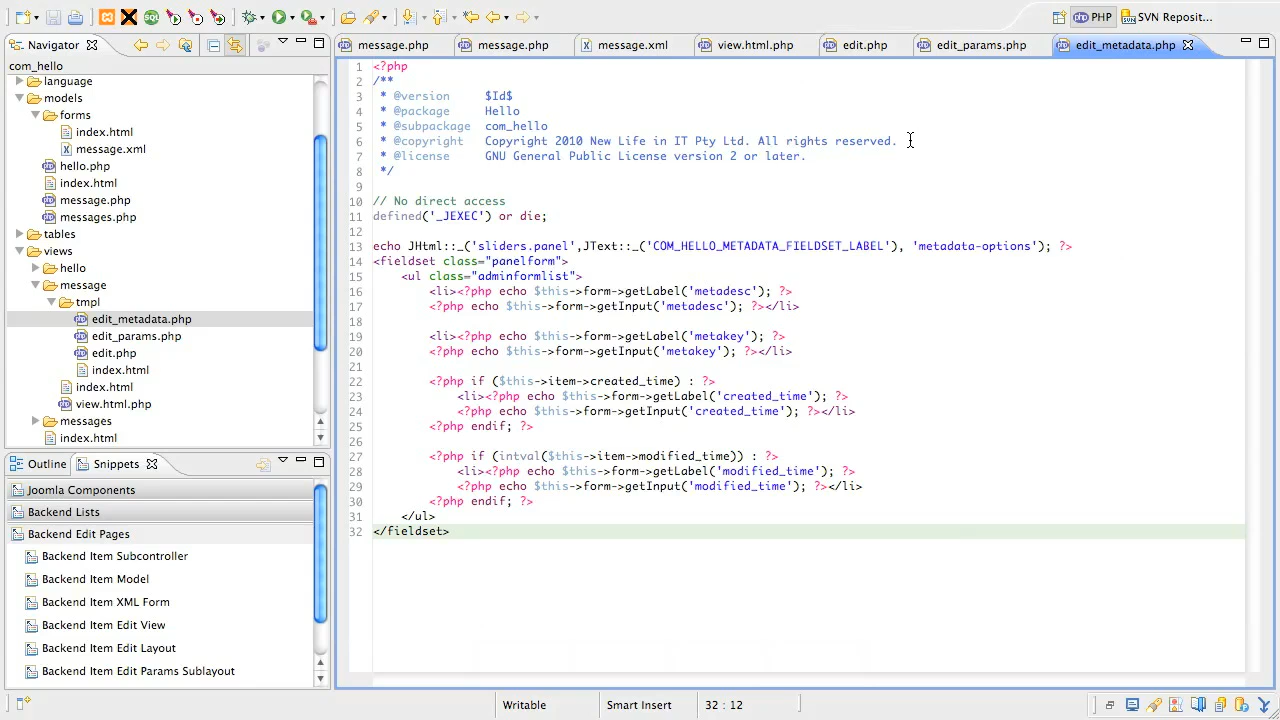 PHP
SVN Reposit...
Navigator
message.php
message.php
message.xml
view.html.php
edit.php
edit_params.php
edit_metadata.php
com_hello
language
models
forms
index.html
message.xml
hello.php
index.html
message.php
messages.php
tables
views
hello
message
tmpl
edit_metadata.php
edit_params.php
edit.php
index.html
index.html
view.html.php
messages
index.html
Outline
Snippets
Joomla Components
Backend Lists
Backend Edit Pages
Backend Item Subcontroller
Backend Item Model
Backend Item XML Form
Backend Item Edit View
Backend Item Edit Layout
Backend Item Edit Params Sublayout
1 <?php
2 /**
3 * @version $Id$
4 * @package Hello
5 * @subpackage com_hello
6 * @copyright Copyright 2010 New Life in IT Pty Ltd. All rights reserved.
7 * @license GNU General Public License version 2 or later.
8 */
9
10 // No direct access
11 defined('_JEXEC') or die;
12
13 echo JHtml::_('sliders.panel',JText::_('COM_HELLO_METADATA_FIELDSET_LABEL'), 'metadata-options'); ?>
14 <fieldset class="panelform">
15 <ul class="adminformlist">
16 <li><?php echo $this->form->getLabel('metadesc'); ?>
17 <?php echo $this->form->getInput('metadesc'); ?></li>
18
19 <li><?php echo $this->form->getLabel('metakey'); ?>
20 <?php echo $this->form->getInput('metakey'); ?></li>
21
22 <?php if ($this->item->created_time) : ?>
23 <li><?php echo $this->form->getLabel('created_time'); ?>
24 <?php echo $this->form->getInput('created_time'); ?></li>
25 <?php endif; ?>
26
27 <?php if (intval($this->item->modified_time)) : ?>
28 <li><?php echo $this->form->getLabel('modified_time'); ?>
29 <?php echo $this->form->getInput('modified_time'); ?></li>
30 <?php endif; ?>
31 </ul>
32 </fieldset>
Writable
Smart Insert
32 : 12